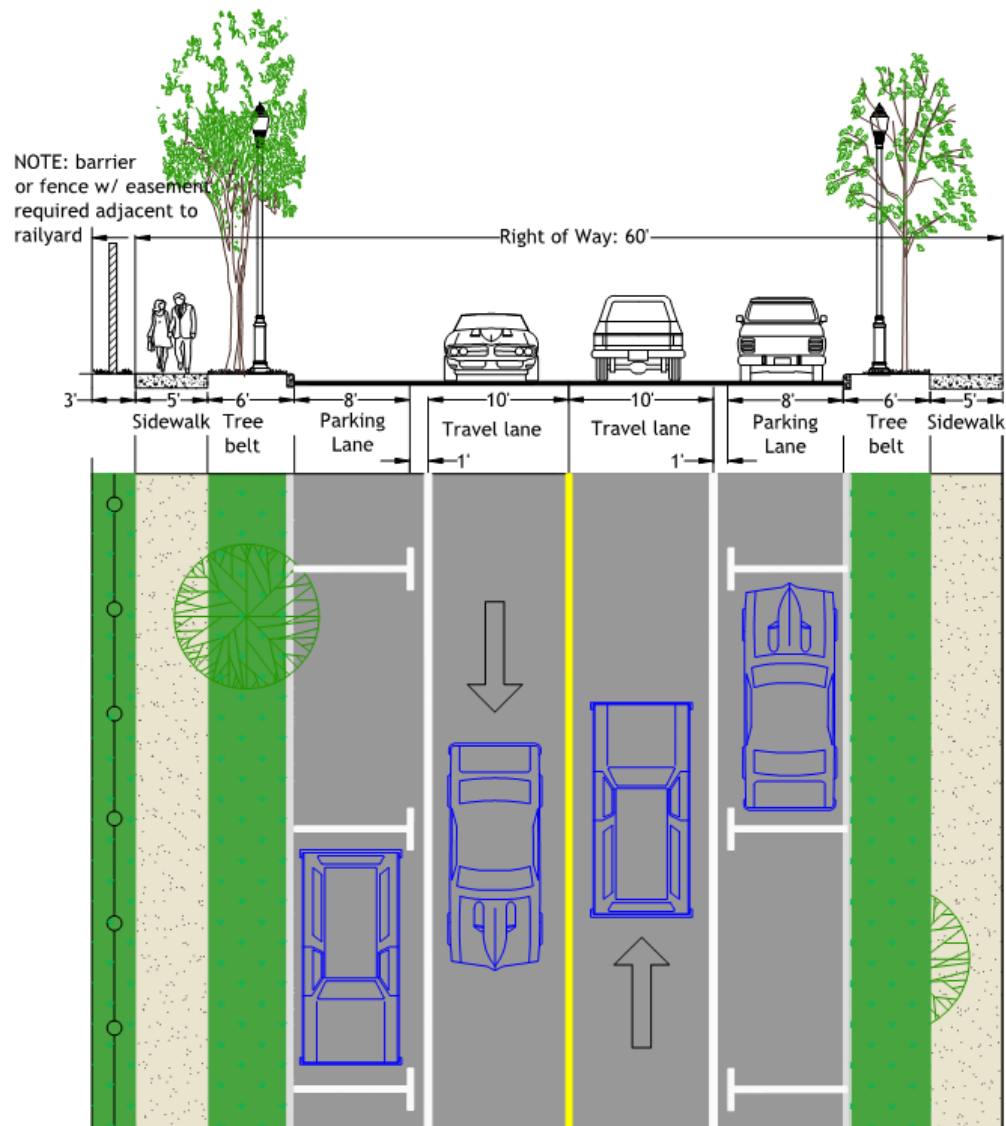 NOTE: barrier
or fence w/ easement
required adjacent to
railyard
Right of Way: 60'
3' 5' 6' 8' 10' 10' 8' 6' 5'
Sidewalk Tree belt Parking Lane Travel lane Travel lane Parking Lane Tree belt Sidewalk
1' 1'